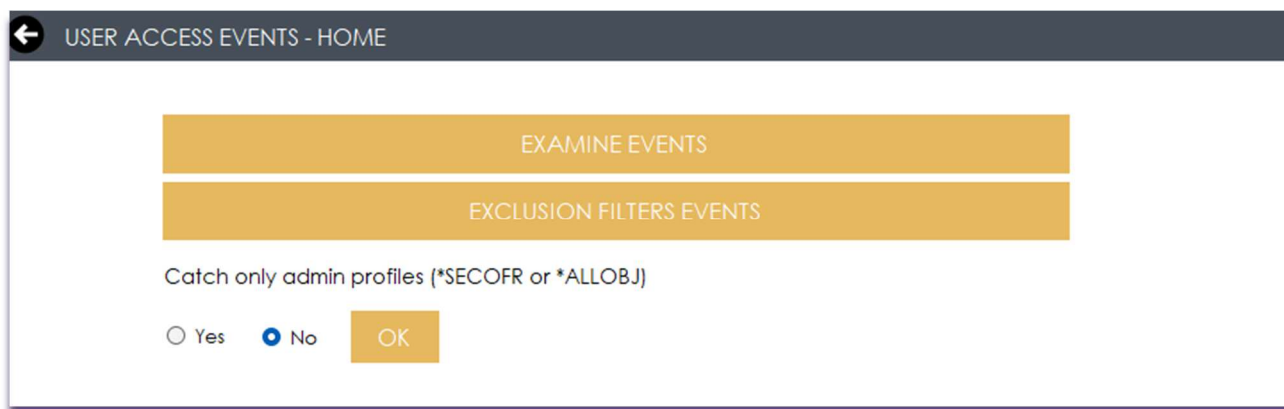 USER ACCESS EVENTS - HOME
EXAMINE EVENTS
EXCLUSION FILTERS EVENTS
Catch only admin profiles (*SECOFR or *ALLOBJ)
Yes No OK